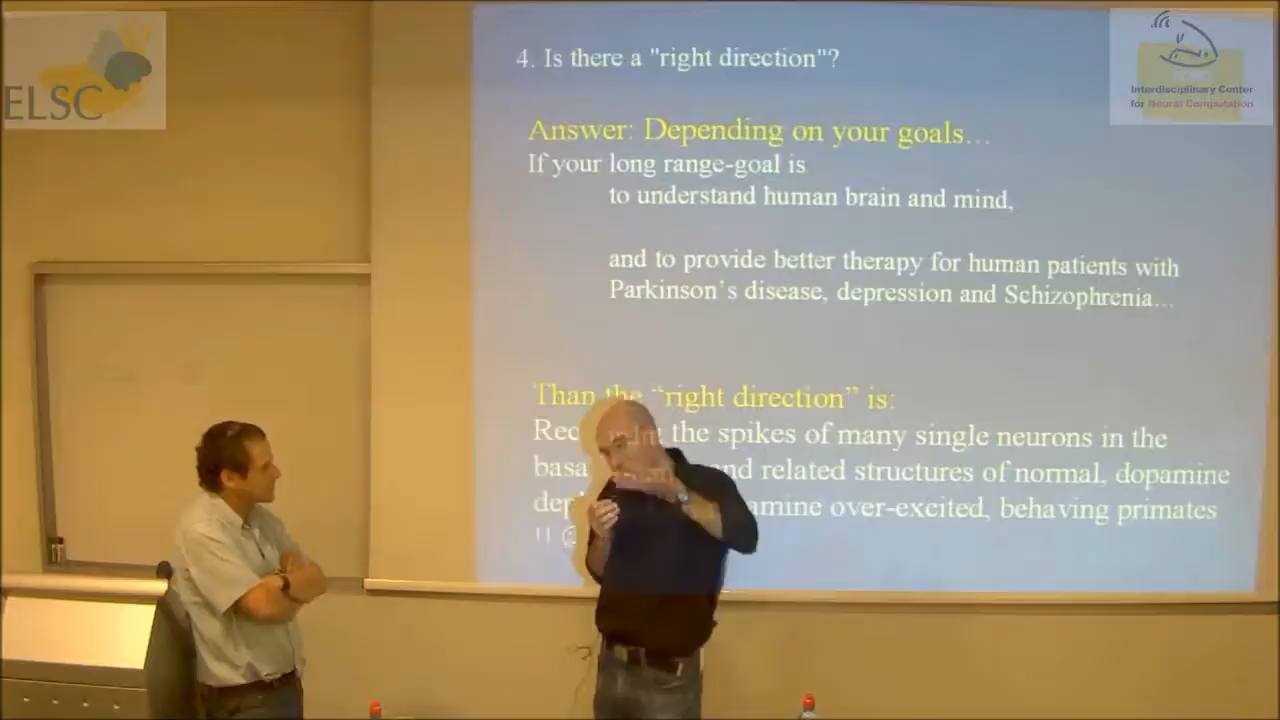 ELSC
Interdisciplinary Center
for Neural Computation
4. Is there a "right direction"?
Answer: Depending on your goals…
If your long range-goal is
to understand human brain and mind,
and to provide better therapy for human patients with
Parkinson's disease, depression and Schizophrenia…
Than the “right direction” is:
the spikes of many single neurons in the
and related structures of normal, dopamine
over-excited, behaving primates
!!